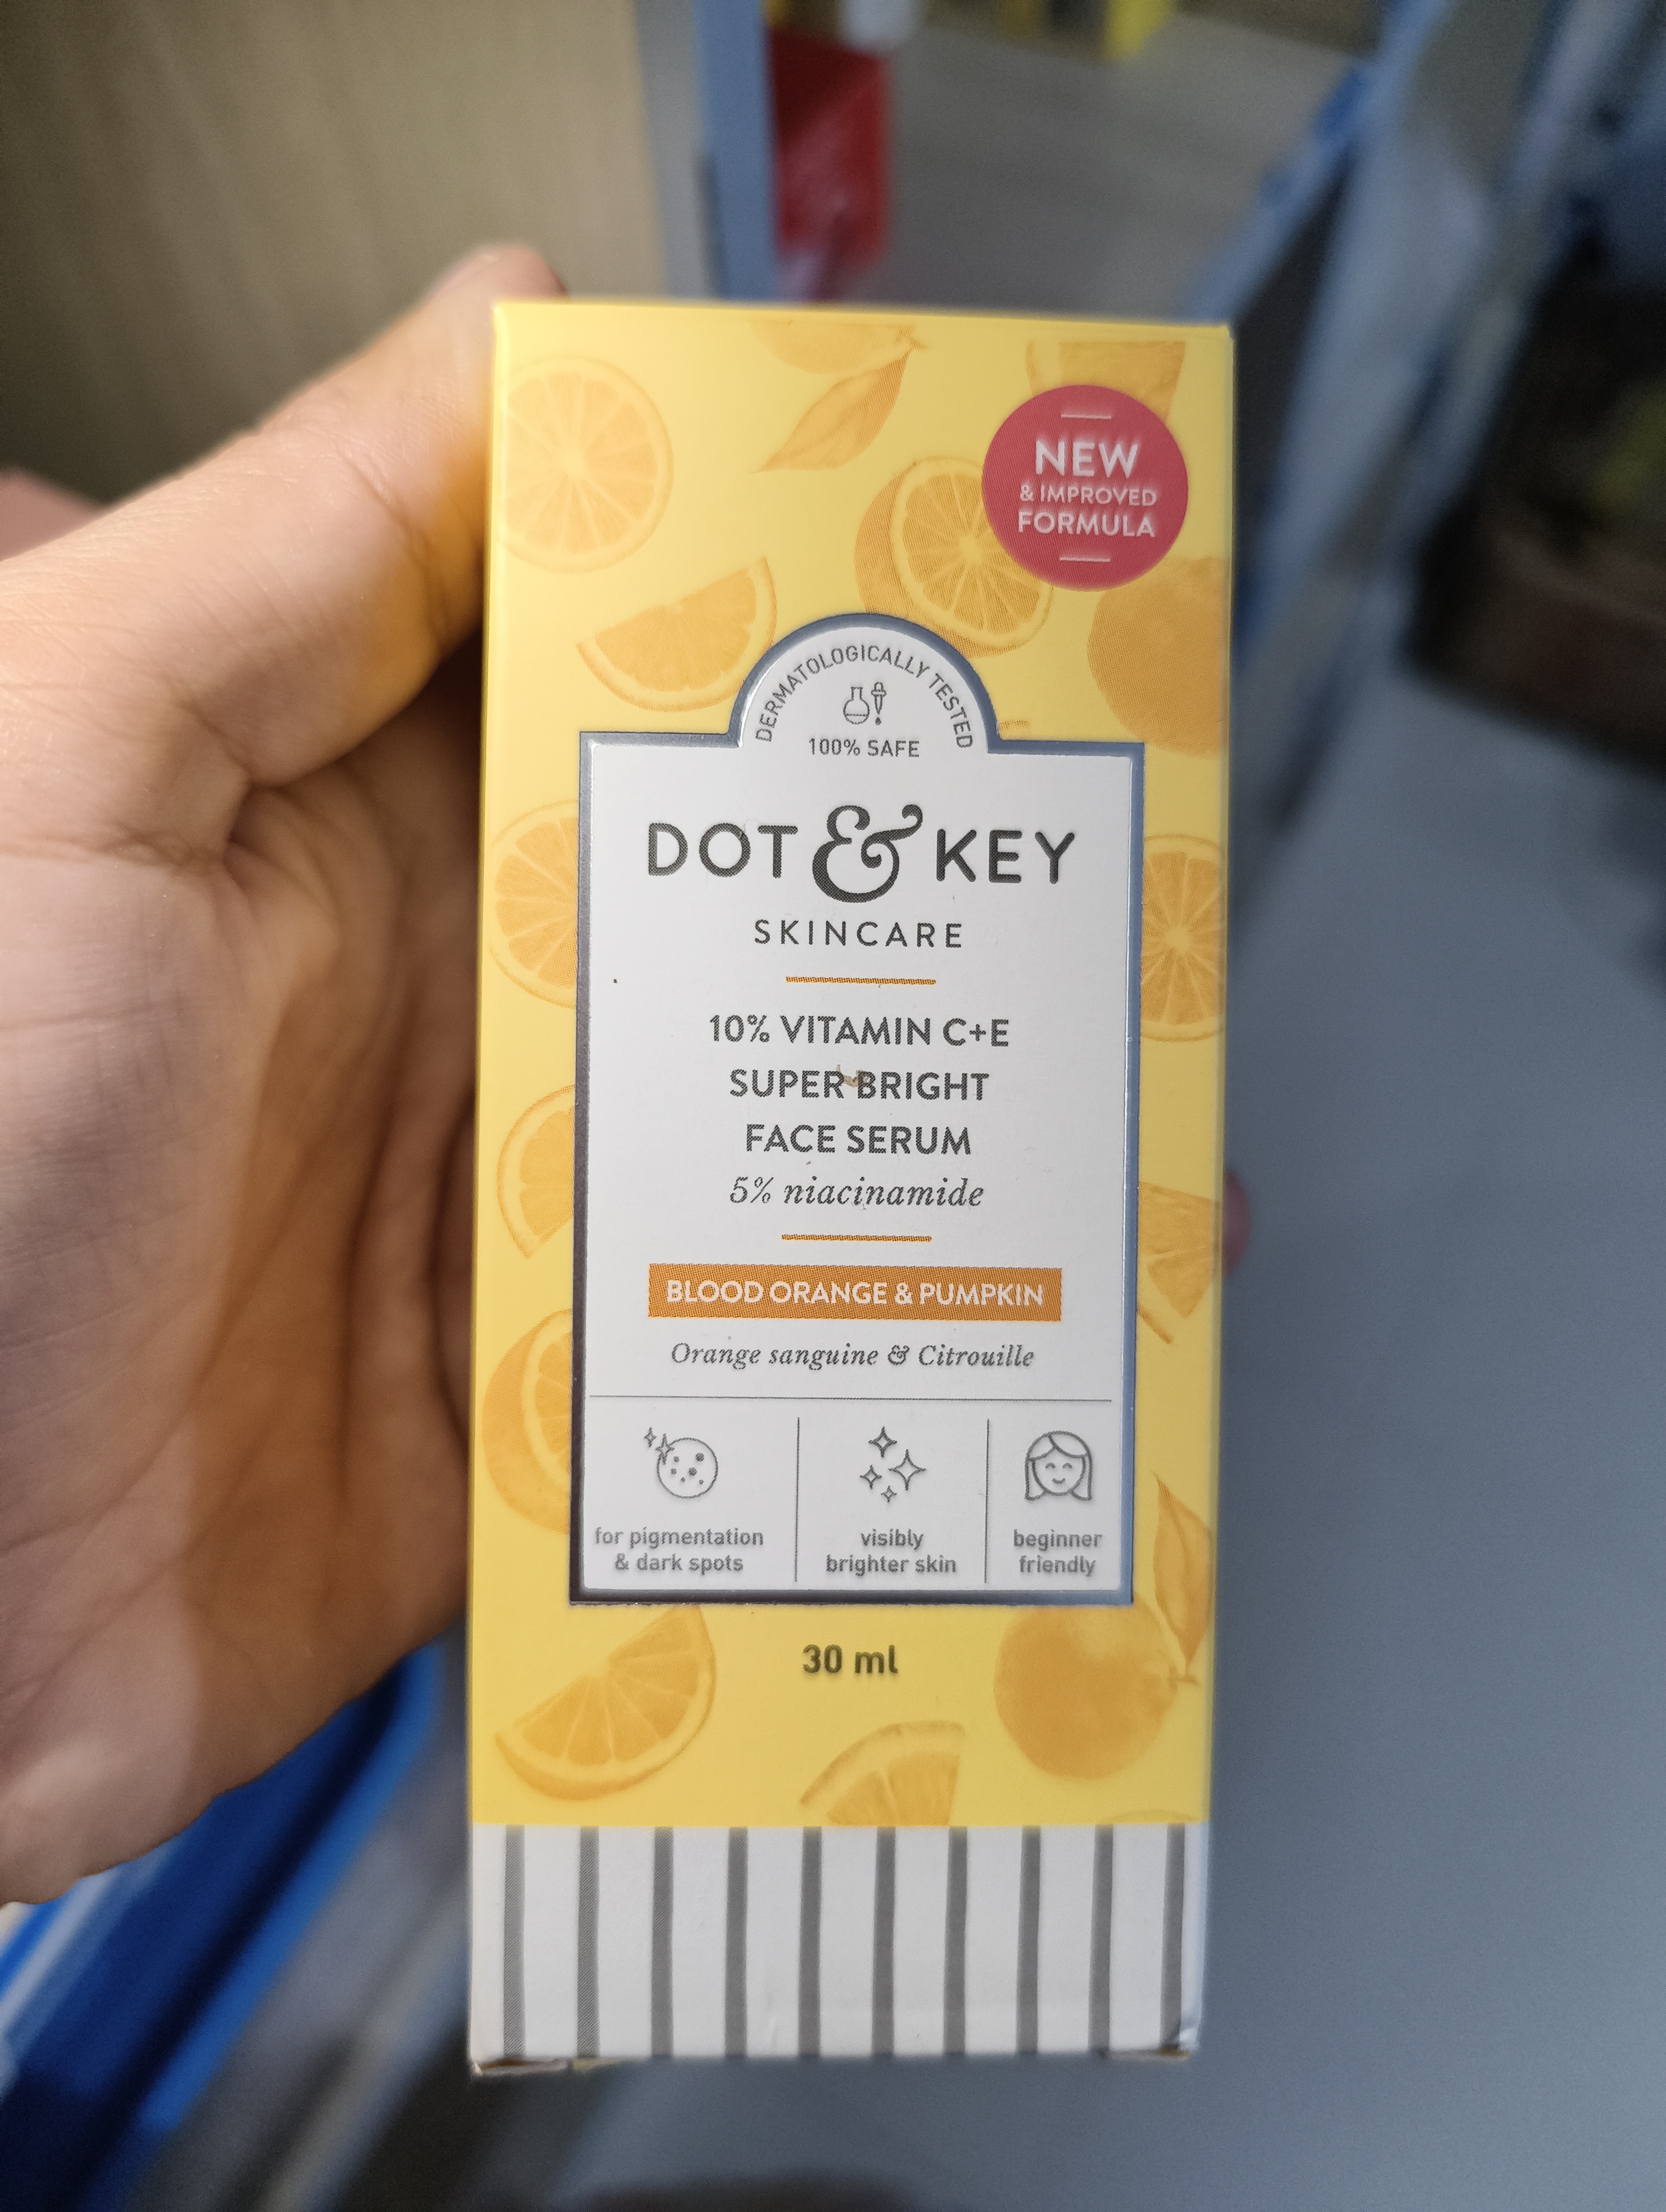 NEW
& IMPROVED
FORMULA
DERMATOLOGICALLY TESTED
100% SAFE
DOT & KEY
SKINCARE
10% VITAMIN C+E
SUPER BRIGHT
FACE SERUM
5% niacinamide
BLOOD ORANGE & PUMPKIN
Orange sanguine & Citrouille
for pigmentation
& dark spots
visibly
brighter skin
beginner
friendly
30 ml